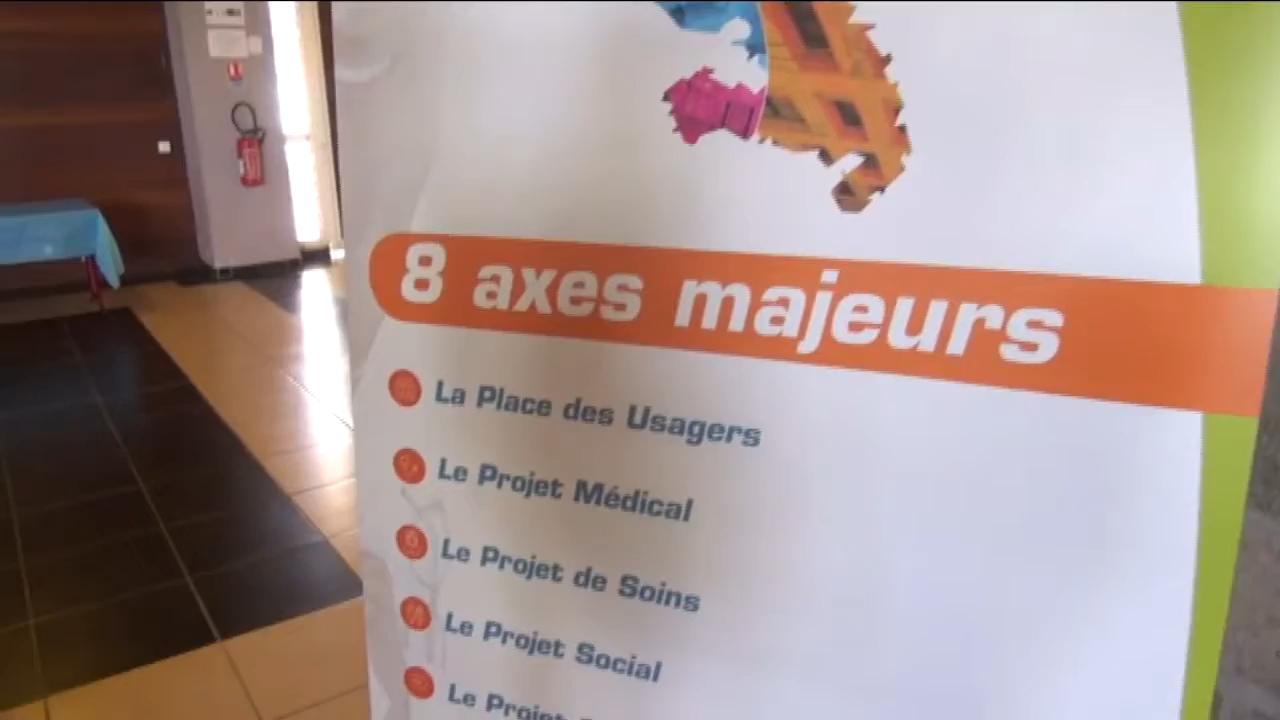 8 axes majeurs
La Place des Usagers
Le Projet Médical
Le Projet de Soins
Le Projet Social
Le Projet